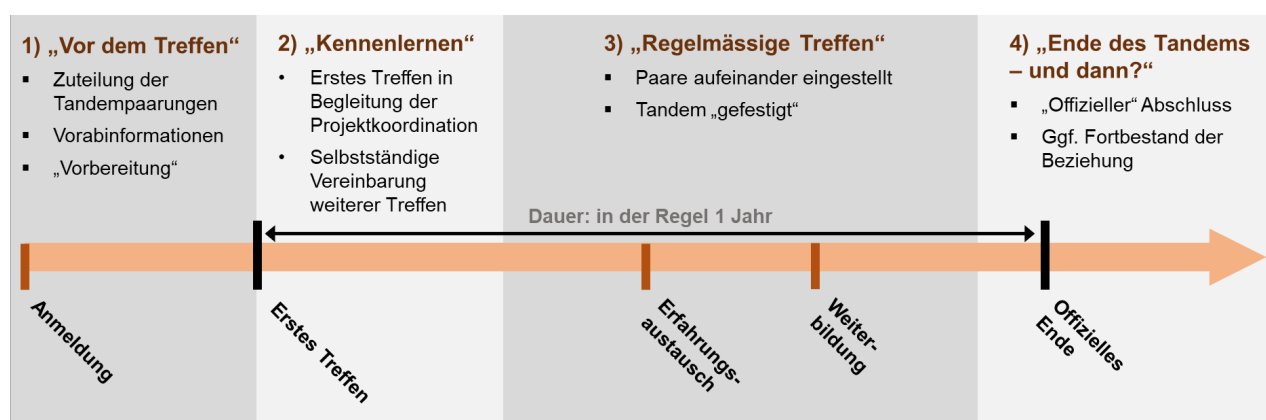 1) „Vor dem Treffen“
▪ Zuteilung der
Tandempaarungen
▪ Vorabinformationen
▪ „Vorbereitung“
2) „Kennenlernen“
• Erstes Treffen in
Begleitung der
Projektkoordination
• Selbstständige
Vereinbarung
weiterer Treffen
3) „Regelmässige Treffen“
▪ Paare aufeinander eingestellt
▪ Tandem „gefestigt“
4) „Ende des Tandems
– und dann?“
▪ „Offizieller“ Abschluss
▪ Ggf. Fortbestand der
Beziehung
Dauer: in der Regel 1 Jahr
Anmeldung
Erstes Treffen
Erfahrungs-
austausch
Weiter-
bildung
Offizielles
Ende